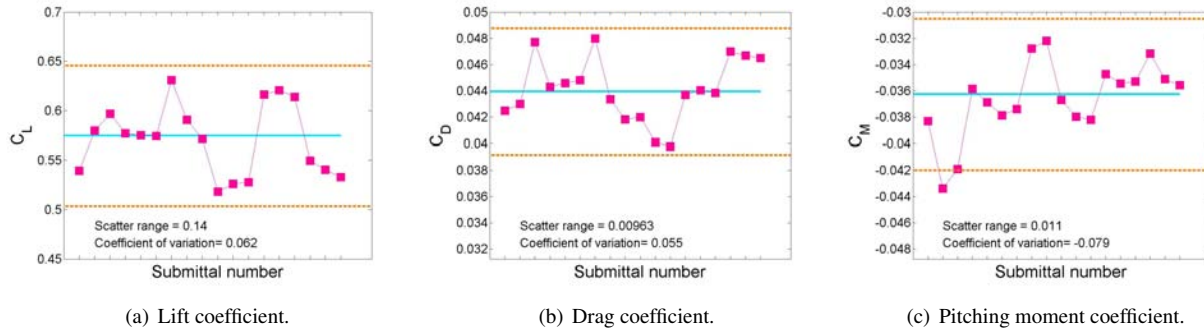 0.7
0.65
0.6
0.55
0.5
0.45
C_L
Scatter range = 0.14
Coefficient of variation= 0.062
Submittal number
(a) Lift coefficient.
0.05
0.048
0.046
0.044
0.042
0.04
0.038
0.036
0.034
0.032
C_D
Scatter range = 0.00963
Coefficient of variation= 0.055
Submittal number
(b) Drag coefficient.
-0.03
-0.032
-0.034
-0.036
-0.038
-0.04
-0.042
-0.044
-0.046
-0.048
C_M
Scatter range = 0.011
Coefficient of variation= -0.079
Submittal number
(c) Pitching moment coefficient.